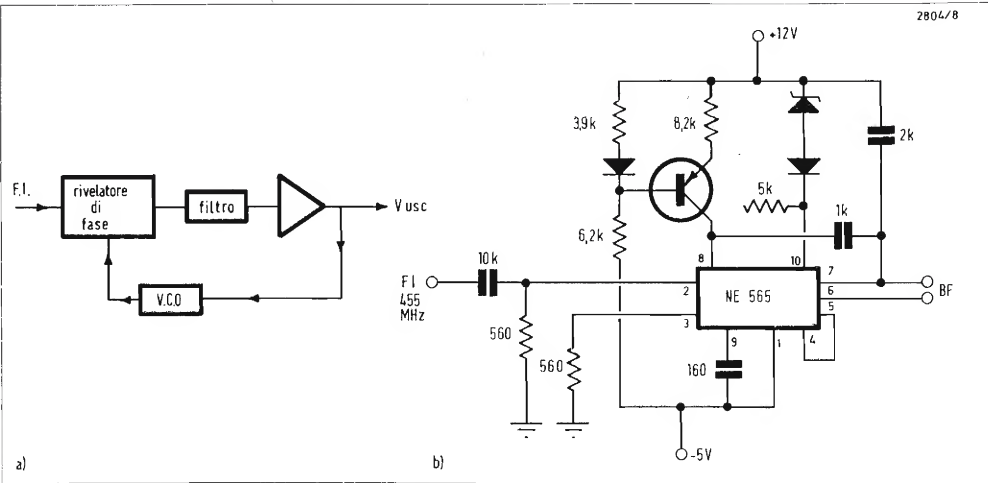 2804/8
F.I.
rivelatore
di
fase
filtro
V usc
V.C.O
a)
+12V
3,9k
8,2k
2k
5k
1k
6,2k
10k
8
10
FI
455
MHz
2
3
NE 565
7
6
5
4
9
1
BF
560
560
160
-5V
b)